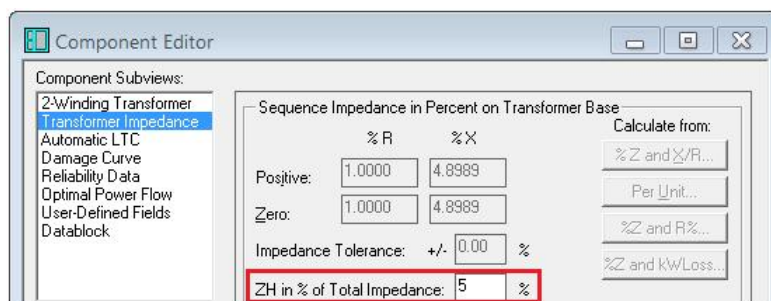 Component Editor
Component Subviews:
2-Winding Transformer
Transformer Impedance
Automatic LTC
Damage Curve
Reliability Data
Optimal Power Flow
User-Defined Fields
Datablock
Sequence Impedance in Percent on Transformer Base
%R %X
Positive: 1.0000 4.8989
Zero: 1.0000 4.8989
Impedance Tolerance: +/- 0.00 %
ZH in % of Total Impedance: 5 %
Calculate from:
%Z and X/R...
Per Unit...
%Z and R%...
%Z and kWLoss...